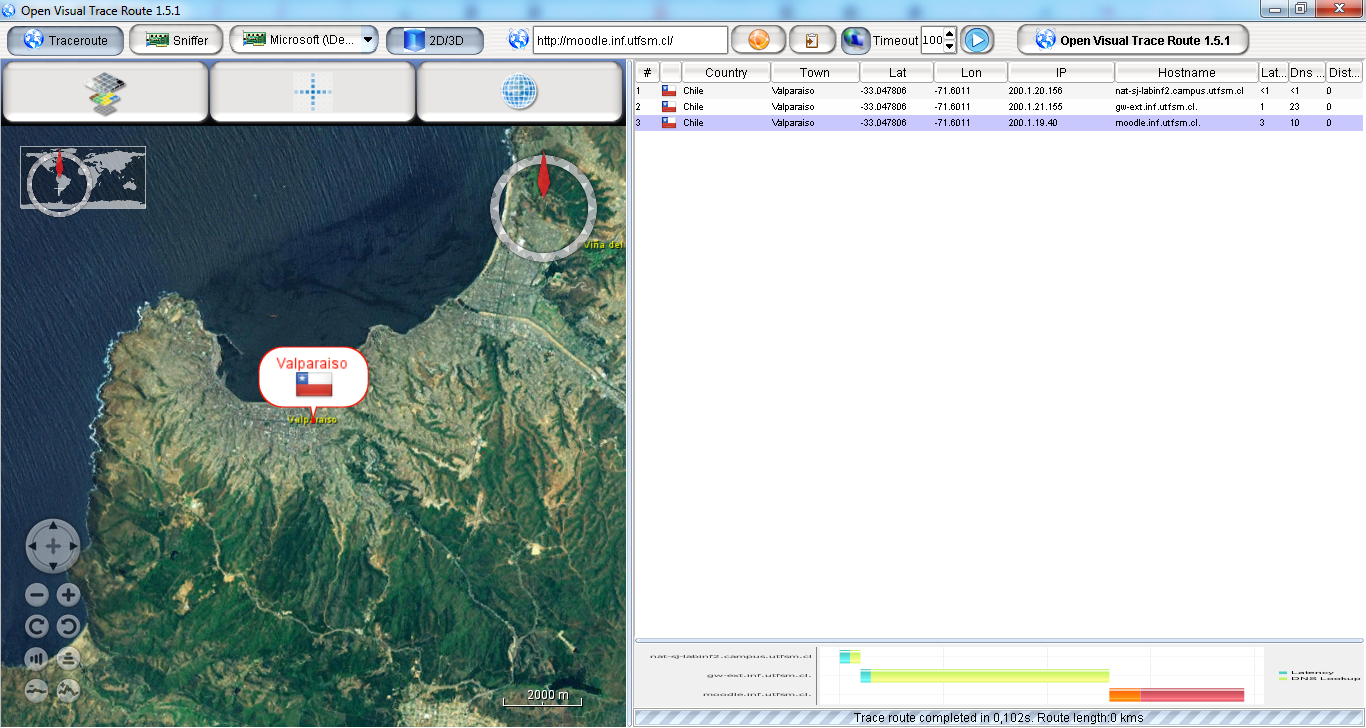 Open Visual Trace Route 1.5.1
Traceroute
Sniffer
Microsoft (\De...
2D/3D
http://moodle.inf.utfsm.cl/
Timeout
100
Open Visual Trace Route 1.5.1
# Country Town Lat Lon IP Hostname Lat... Dns ... Dist...
1 Chile Valparaiso -33.047806 -71.6011 200.1.20.156 nat-sj-labinf2.campus.utfsm.cl <1 <1 0
2 Chile Valparaiso -33.047806 -71.6011 200.1.21.155 gw-ext.inf.utfsm.cl. 1 23 0
3 Chile Valparaiso -33.047806 -71.6011 200.1.19.40 moodle.inf.utfsm.cl. 3 10 0
Viña del
Valparaiso
Valparaiso
2000 m
nat-sj-labinf2.campus.utfsm.cl
gw-ext.inf.utfsm.cl.
moodle.inf.utfsm.cl.
Latency
DNS Lookup
Trace route completed in 0,102s. Route length:0 kms